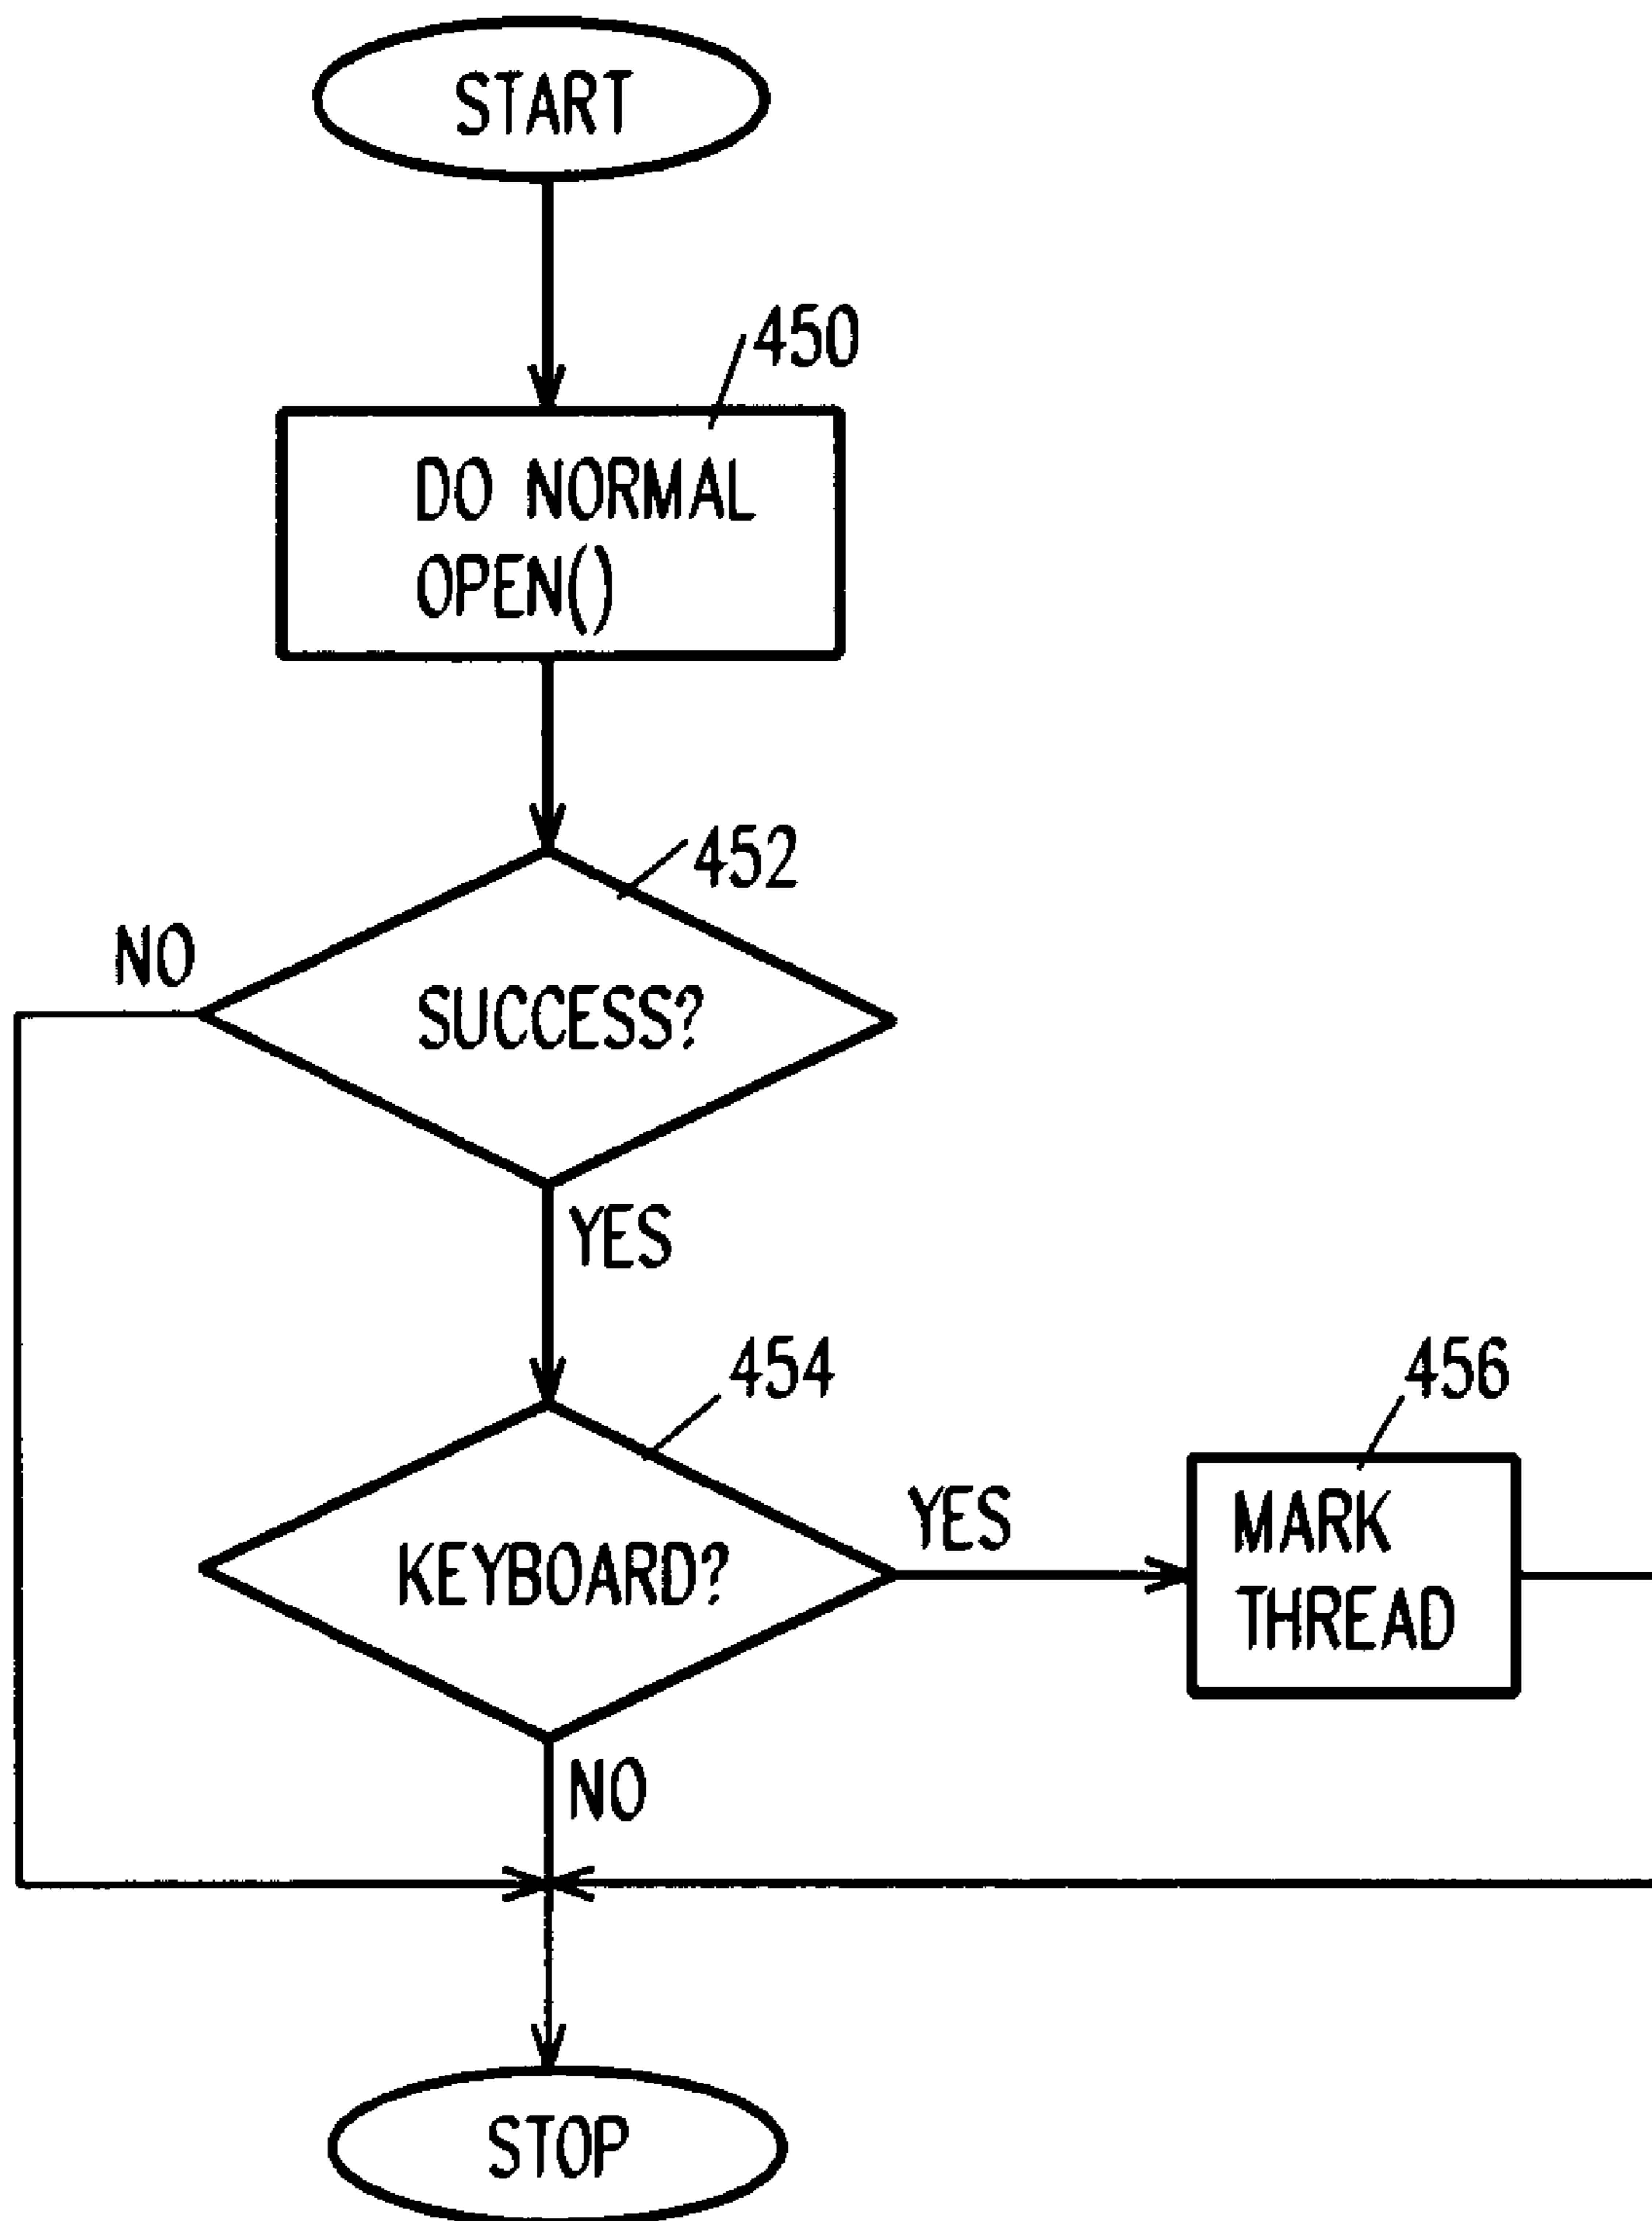 START
450
DO NORMAL
OPEN()
452
NO
SUCCESS?
YES
454
456
KEYBOARD?
YES
MARK
THREAD
NO
STOP